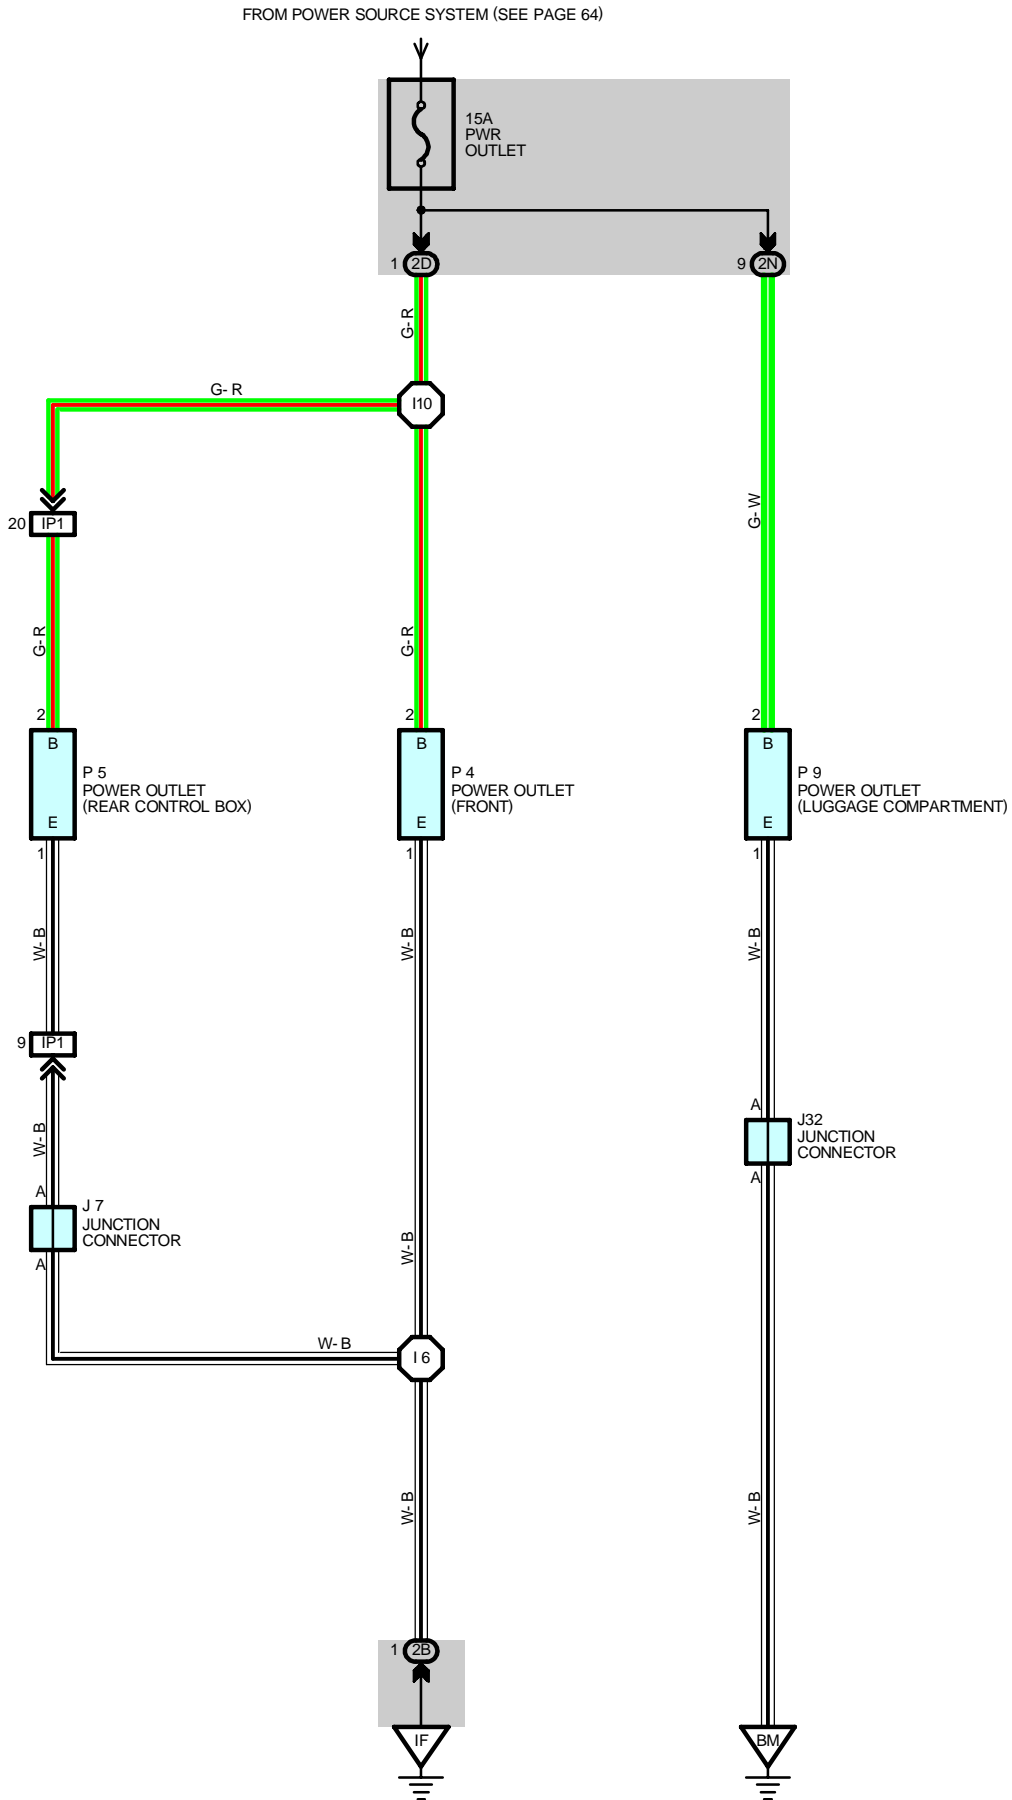 FROM POWER SOURCE SYSTEM (SEE PAGE 64)
15A
PWR
OUTLET
1 2D
9 2N
G-R
G-R
I10
G-W
20 IP1
G-R
G-R
2
2
2
B
B
B
P 5
POWER OUTLET
(REAR CONTROL BOX)
P 4
POWER OUTLET
(FRONT)
P 9
POWER OUTLET
(LUGGAGE COMPARTMENT)
E
E
E
1
1
1
W-B
W-B
W-B
9 IP1
A
J32
JUNCTION
CONNECTOR
A
W-B
A
J 7
JUNCTION
CONNECTOR
A
W-B
W-B
I 6
W-B
W-B
1 2B
IF
BM